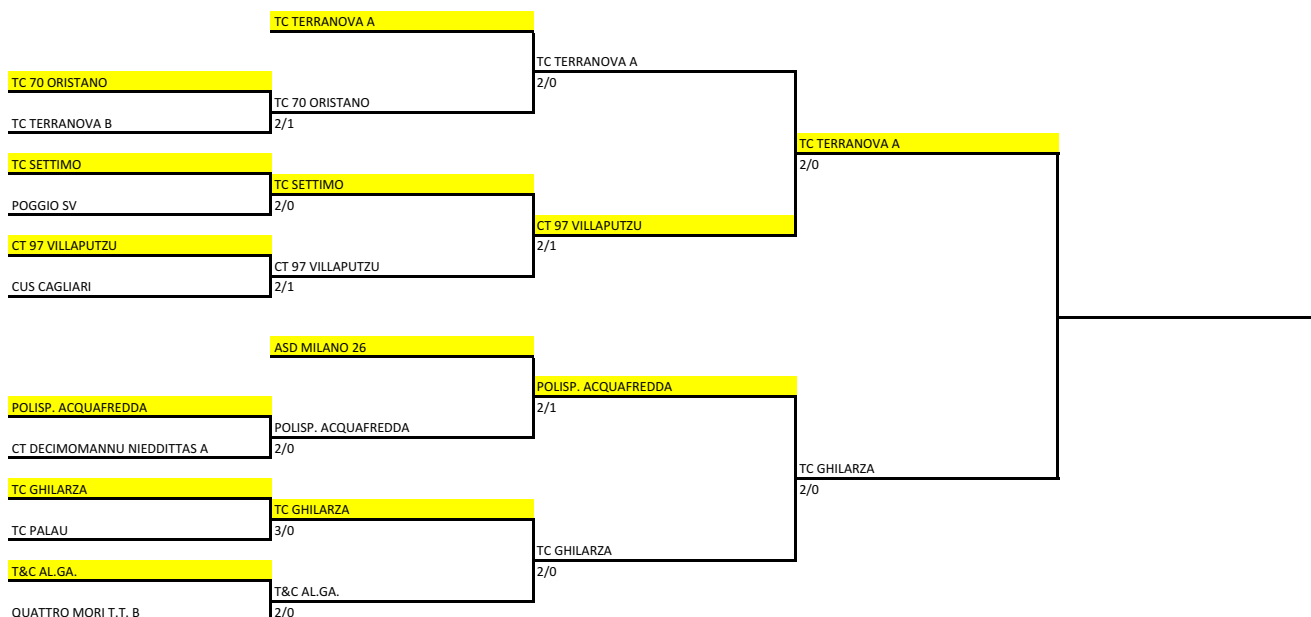 TC TERRANOVA A
TC TERRANOVA A
TC 70 ORISTANO
2/0
TC 70 ORISTANO
TC TERRANOVA B
2/1
TC TERRANOVA A
TC SETTIMO
2/0
TC SETTIMO
POGGIO SV
2/0
CT 97 VILLAPUTZU
CT 97 VILLAPUTZU
2/1
CT 97 VILLAPUTZU
CUS CAGLIARI
2/1
ASD MILANO 26
POLISP. ACQUAFREDDA
POLISP. ACQUAFREDDA
2/1
POLISP. ACQUAFREDDA
CT DECIMOMANNU NIEDDITTAS A
2/0
TC GHILARZA
TC GHILARZA
2/0
TC GHILARZA
TC PALAU
3/0
TC GHILARZA
T&C AL.GA.
2/0
T&C AL.GA.
QUATTRO MORI T.T. B
2/0